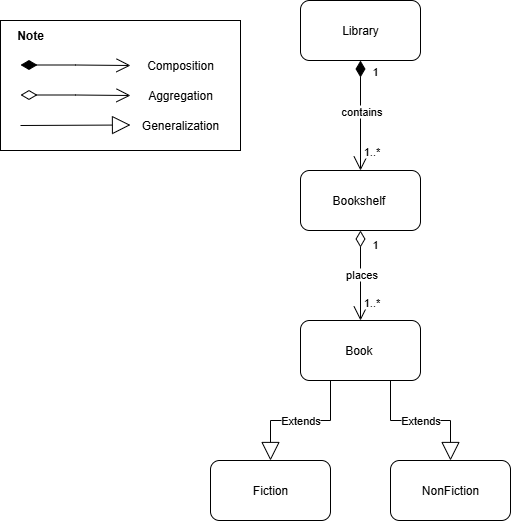 Note
Composition
Aggregation
Generalization
Library
1
contains
1..*
Bookshelf
1
places
1..*
Book
Extends
Extends
Fiction
NonFiction